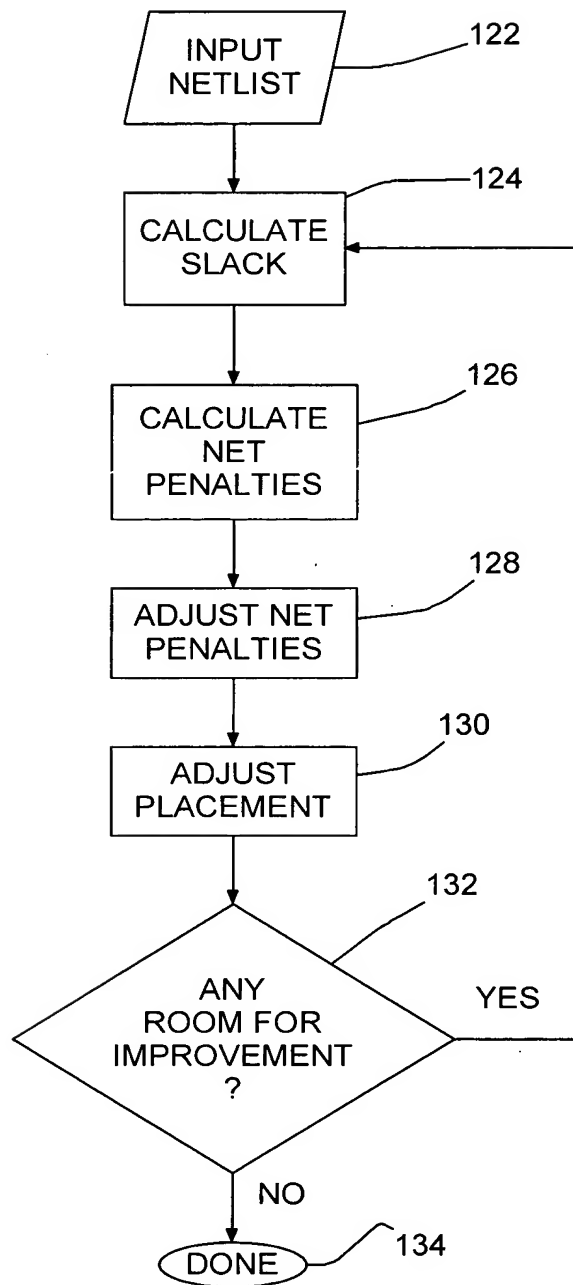 INPUT
NETLIST
122
124
CALCULATE
SLACK
126
CALCULATE
NET
PENALTIES
128
ADJUST NET
PENALTIES
130
ADJUST
PLACEMENT
132
ANY
ROOM FOR
IMPROVEMENT
?
YES
NO
DONE
134